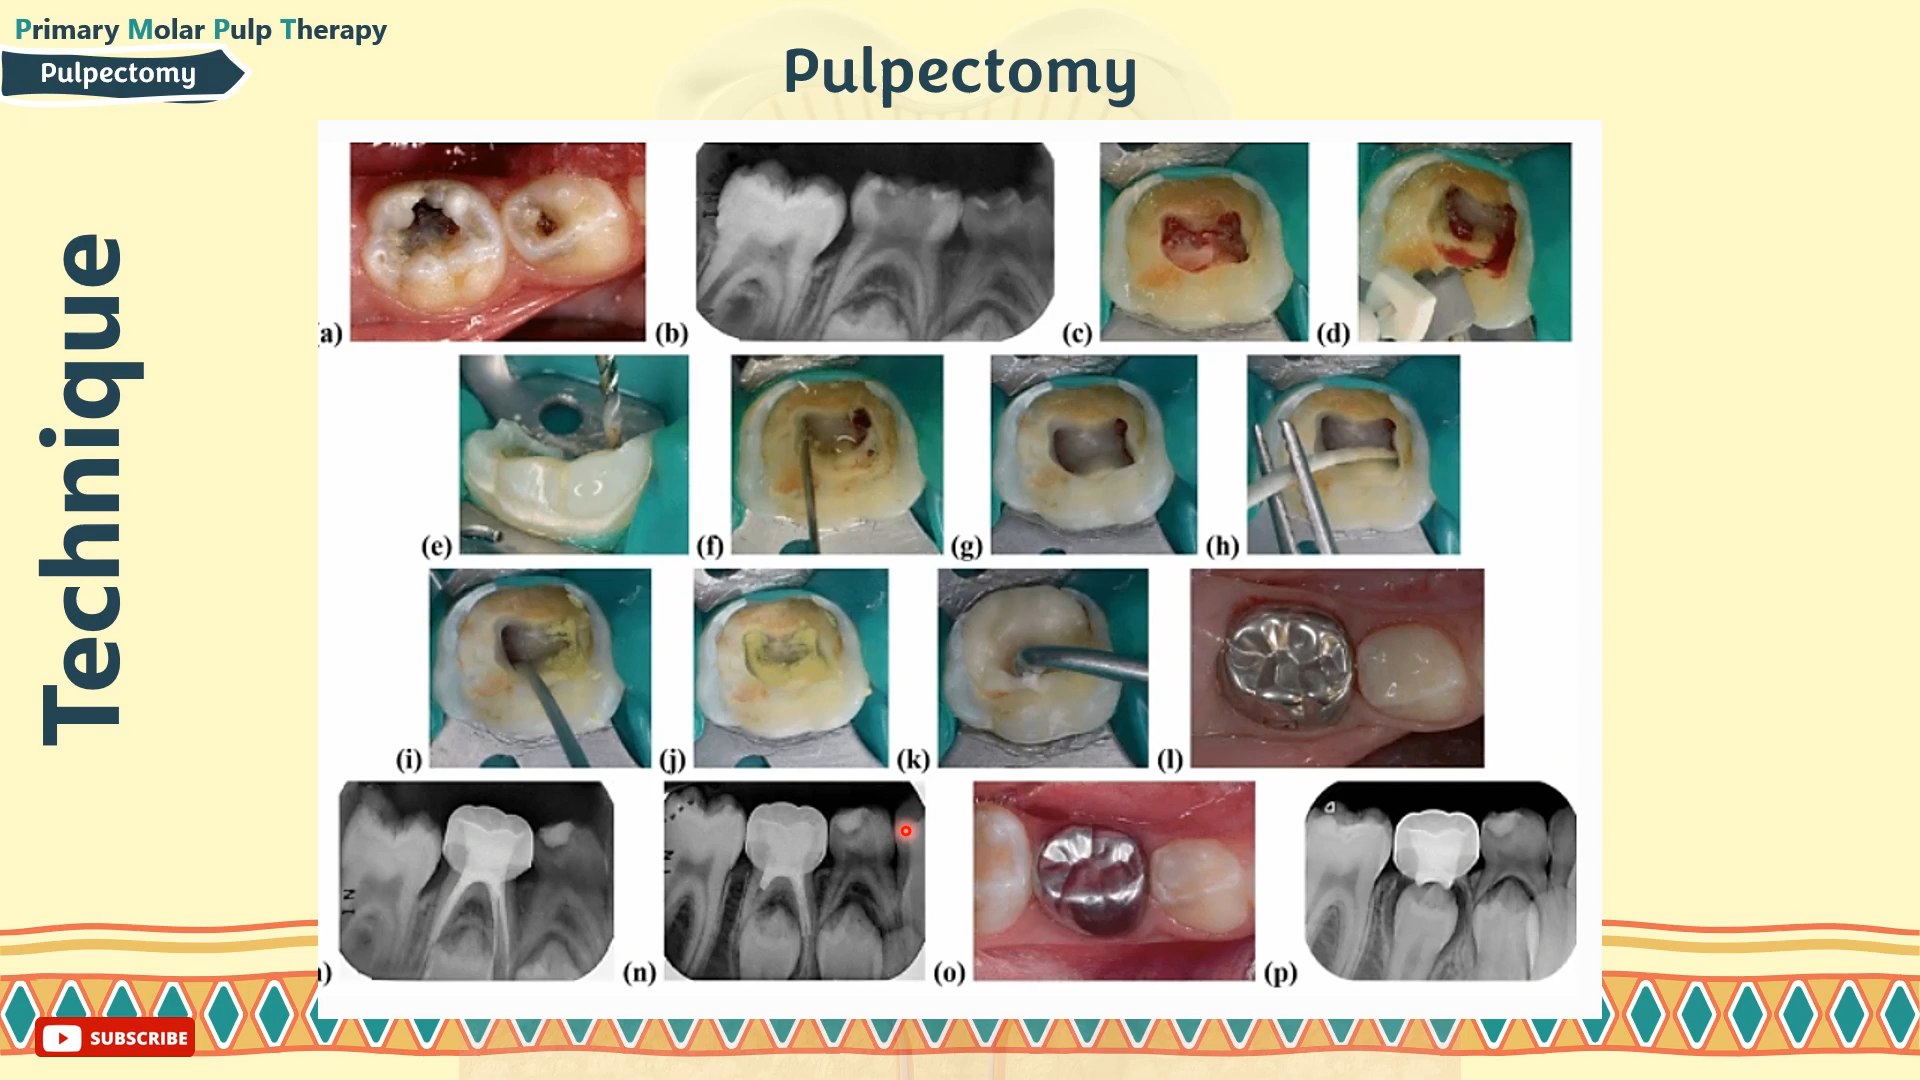 Primary Molar Pulp Therapy
Pulpectomy
Pulpectomy
Technique
a)
(b)
(c)
(d)
(e)
(f)
(g)
(h)
(i)
(j)
(k)
(l)
)
(n)
(o)
(p)
SUBSCRIBE